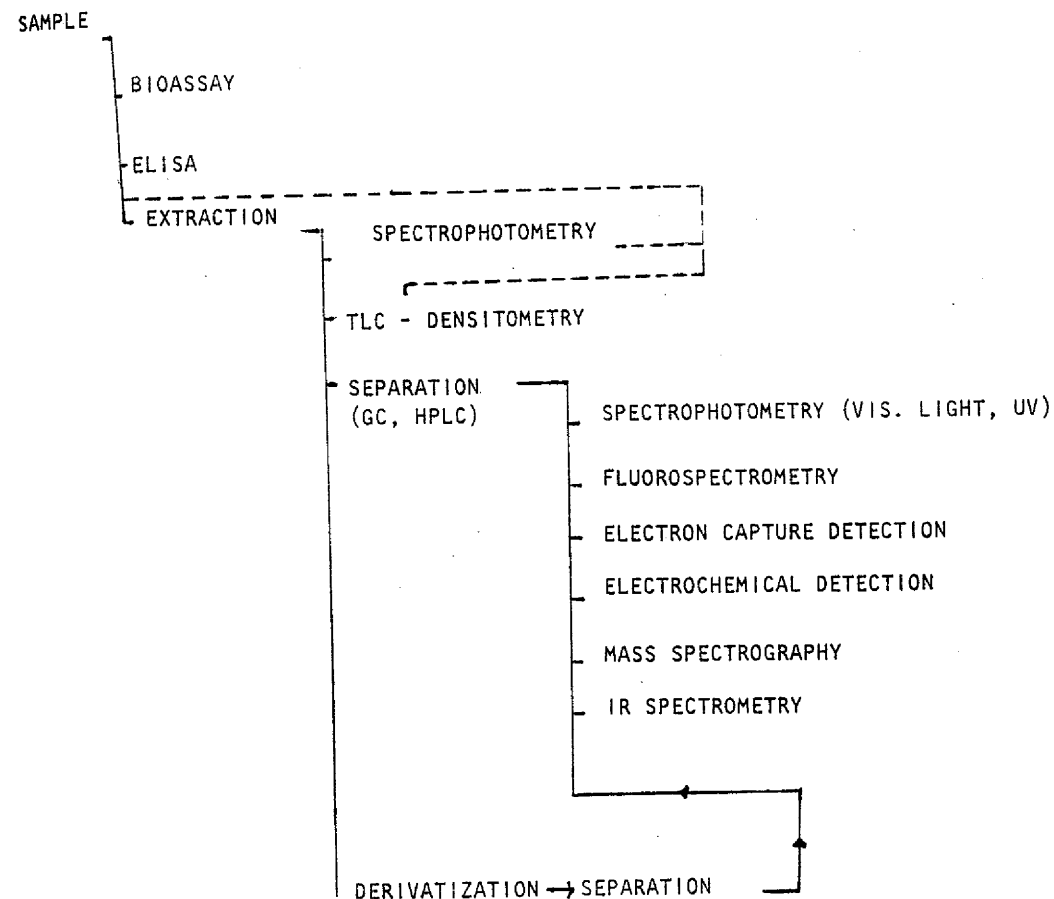 SAMPLE
BIOASSAY
ELISA
EXTRACTION
SPECTROPHOTOMETRY
TLC - DENSITOMETRY
SEPARATION
(GC, HPLC)
SPECTROPHOTOMETRY (VIS. LIGHT, UV)
FLUOROSPECTROMETRY
ELECTRON CAPTURE DETECTION
ELECTROCHEMICAL DETECTION
MASS SPECTROGRAPHY
IR SPECTROMETRY
DERIVATIZATION → SEPARATION